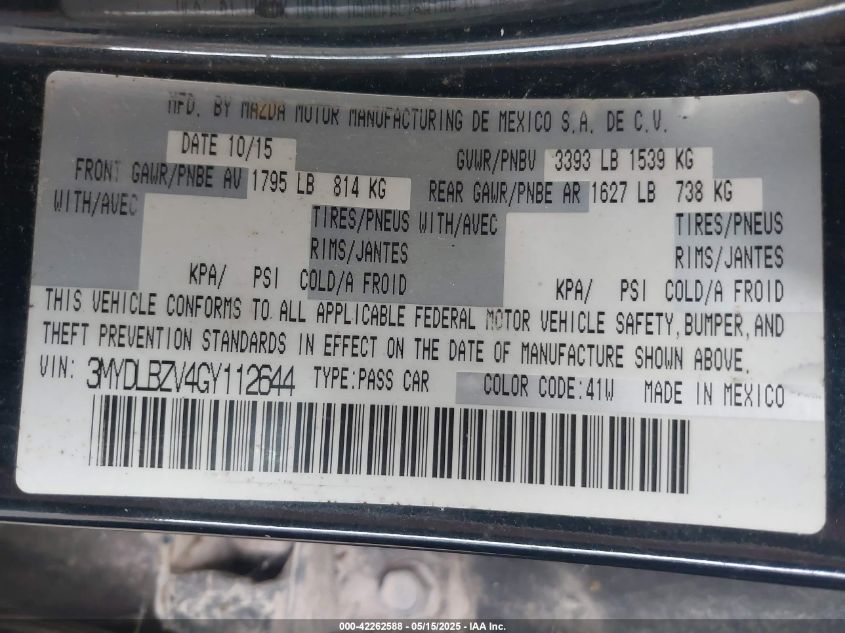 MFD. BY MAZDA MOTOR MANUFACTURING DE MEXICO S.A. DE C.V.
DATE 10/15 GVWR/PNBV 3393 LB 1539 KG
FRONT GAWR/PNBE AV 1795 LB 814 KG REAR GAWR/PNBE AR 1627 LB 738 KG
WITH/AVEC TIRES/PNEUS WITH/AVEC TIRES/PNEUS
RIMS/JANTES RIMS/JANTES
KPA/ PSI COLD/A FROID KPA/ PSI COLD/A FROID
THIS VEHICLE CONFORMS TO ALL APPLICABLE FEDERAL MOTOR VEHICLE SAFETY, BUMPER, AND
THEFT PREVENTION STANDARDS IN EFFECT ON THE DATE OF MANUFACTURE SHOWN ABOVE.
VIN: 3MYDLBZV4GY112644 TYPE:PASS CAR COLOR CODE:41W MADE IN MEXICO
000-42262588 - 05/15/2025 - IAA Inc.